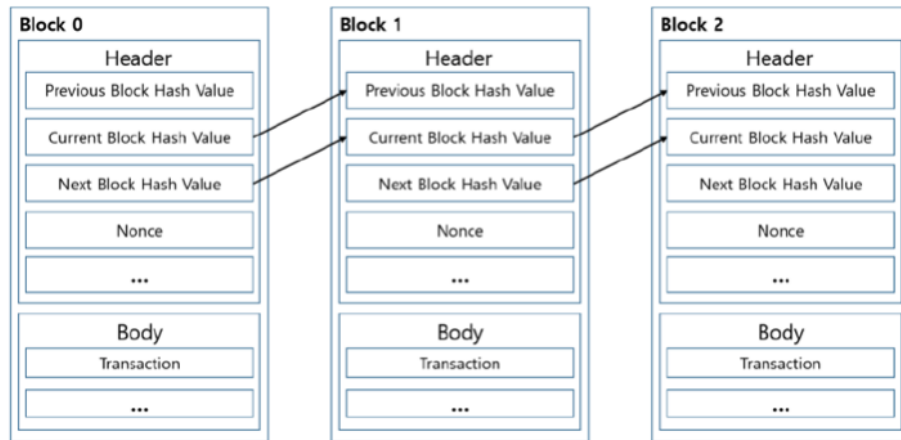 Block 0
Header
Previous Block Hash Value
Current Block Hash Value
Next Block Hash Value
Nonce
...
Body
Transaction
...
Block 1
Header
Previous Block Hash Value
Current Block Hash Value
Next Block Hash Value
Nonce
...
Body
Transaction
...
Block 2
Header
Previous Block Hash Value
Current Block Hash Value
Next Block Hash Value
Nonce
...
Body
Transaction
...